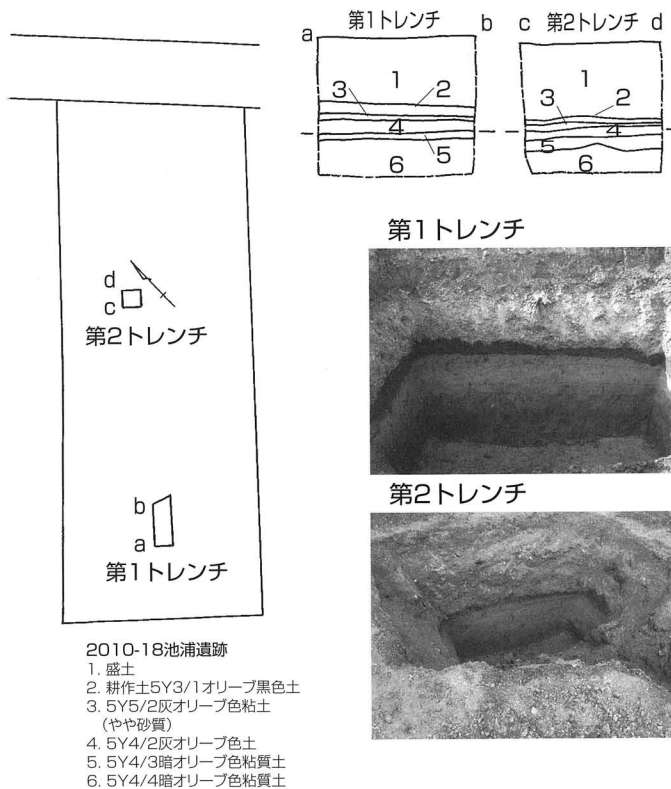 a 第1トレンチ b
1
3 2
4
5
6
c 第2トレンチ d
1
3 2
4
5
6
d
c
第2トレンチ
b
a
第1トレンチ
第1トレンチ
第2トレンチ
2010-18池浦遺跡
1. 盛土
2. 耕作土5Y3/1オリーブ黒色土
3. 5Y5/2灰オリーブ色粘土
(やや砂質)
4. 5Y4/2灰オリーブ色土
5. 5Y4/3暗オリーブ色粘質土
6. 5Y4/4暗オリーブ色粘質土